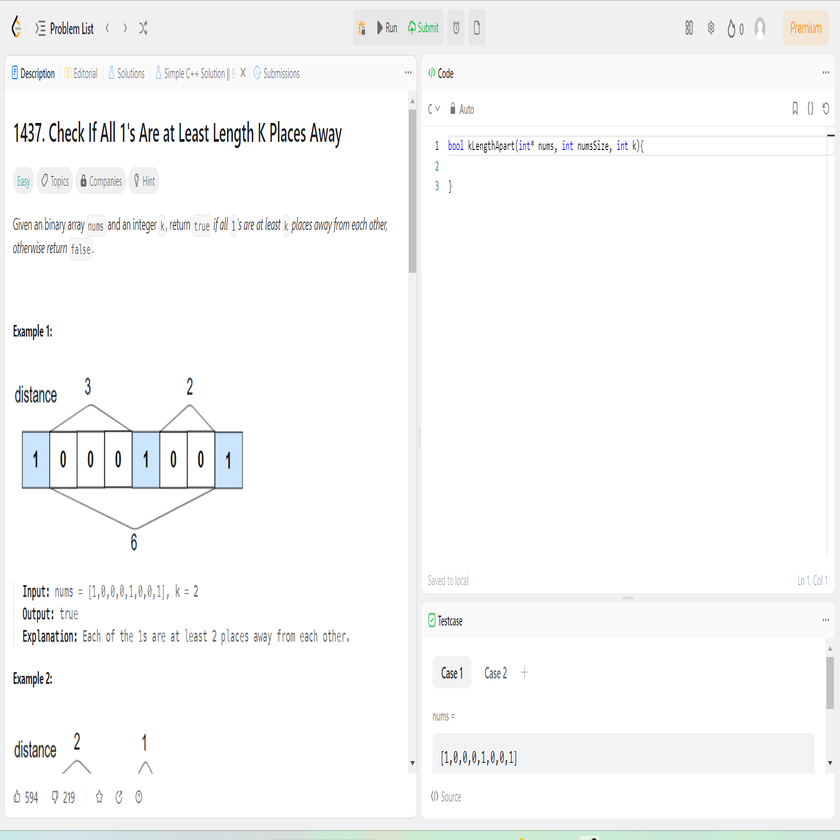 Problem List
Run
Submit
0
Premium
Description
Editorial
Solutions
Simple C++ Solution ||
Submissions
1437. Check If All 1's Are at Least Length K Places Away
Easy
Topics
Companies
Hint
Given an binary array nums and an integer k, return true if all 1's are at least k places away from each other,
otherwise return false.
Example 1:
distance
3
2
1 0 0 0 1 0 0 1
6
Input: nums = [1,0,0,0,1,0,0,1], k = 2
Output: true
Explanation: Each of the 1s are at least 2 places away from each other.
Example 2:
distance
2
1
594
219
Code
C
Auto
1 bool kLengthApart(int* nums, int numsSize, int k){
2
3 }
Saved to local
Ln 1, Col 1
Testcase
Case 1
Case 2
nums =
[1,0,0,0,1,0,0,1]
Source